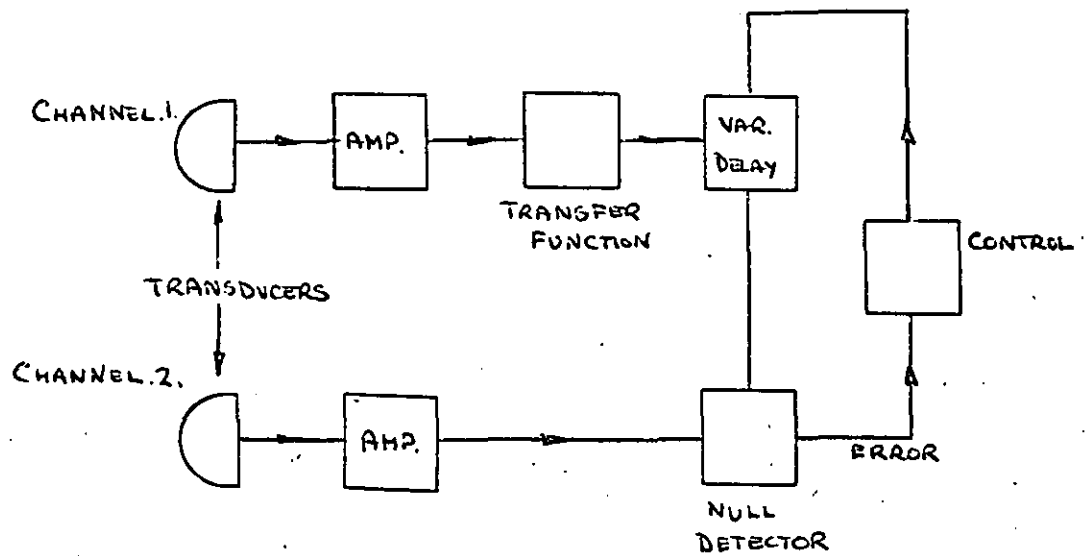 CHANNEL.1.
AMP.
VAR.
DELAY
TRANSFER
FUNCTION
CONTROL
TRANSDUCERS
CHANNEL.2.
AMP.
ERROR
NULL
DETECTOR